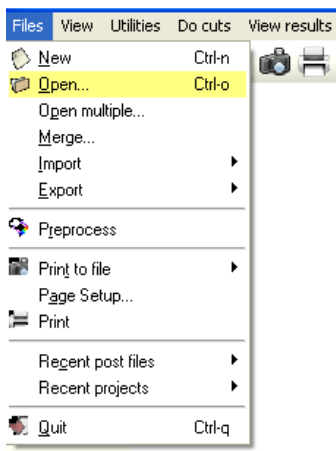 Files View Utilities Do cuts View results
New Ctrl-n
Open... Ctrl-o
Open multiple...
Merge...
Import
Export
Preprocess
Print to file
Page Setup...
Print
Recent post files
Recent projects
Quit Ctrl-q